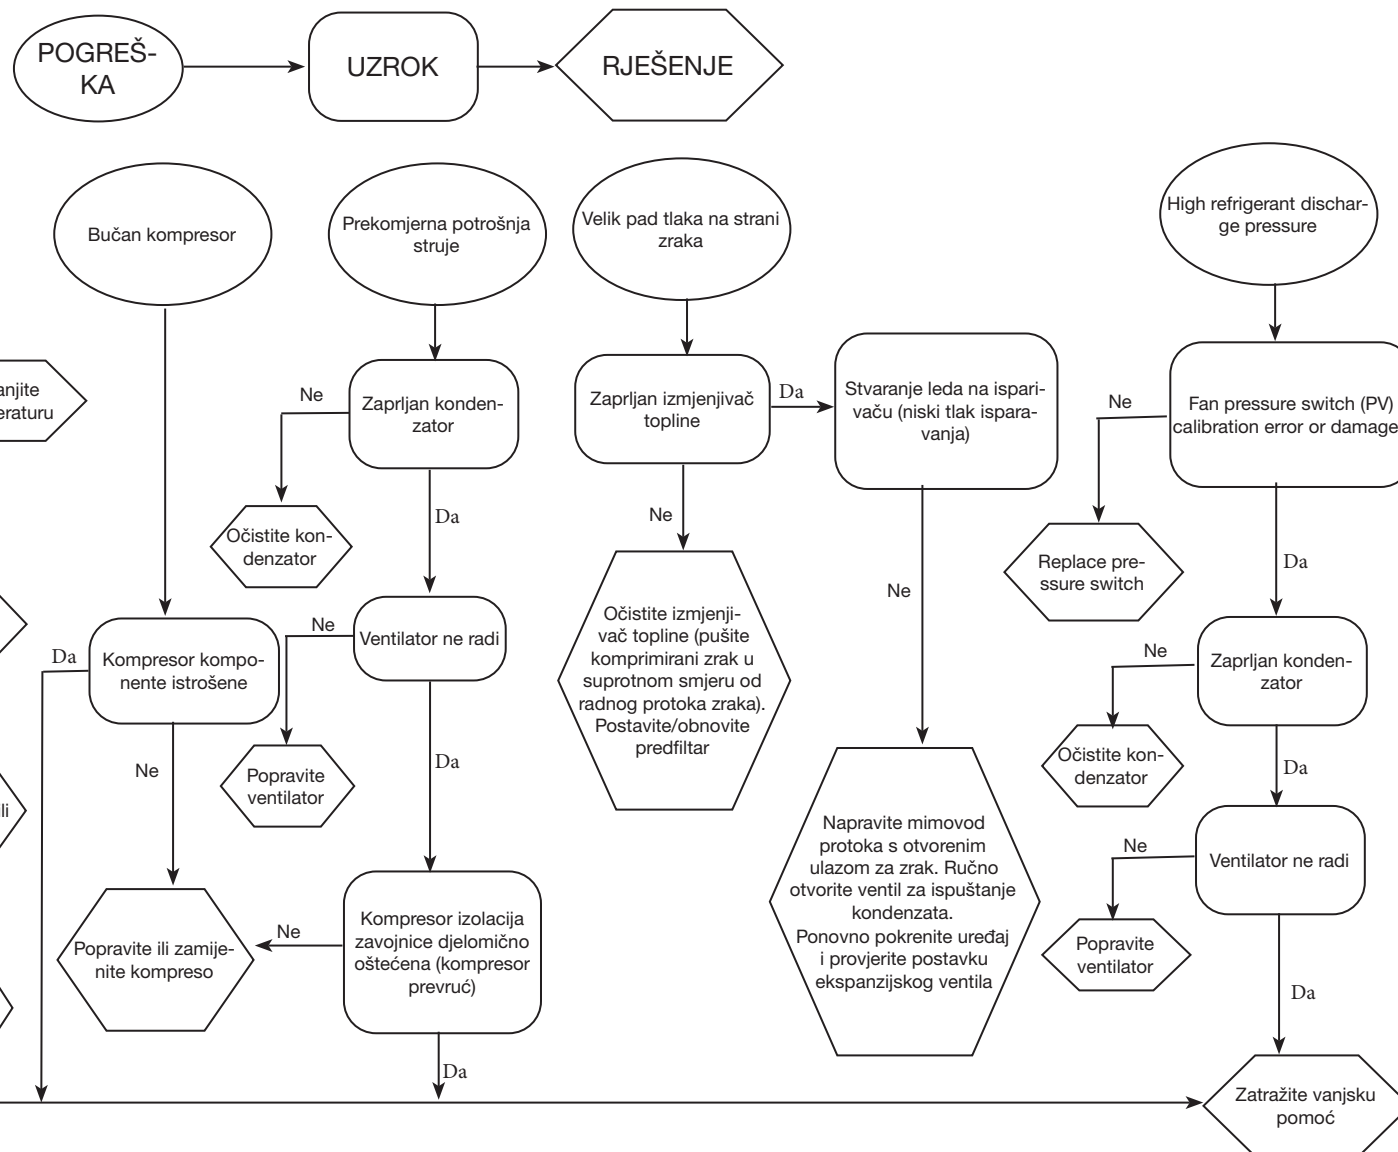 POGREŠ-
KA
UZROK
RJEŠENJE
Bučan kompresor
Prekomjerna potrošnja
struje
Velik pad tlaka na strani
zraka
High refrigerant dischar-
ge pressure
anjite
eraturu
Ne
Zaprljan konden-
zator
Zaprljan izmjenjivač
topline
Da
Stvaranje leda na ispari-
vaču (niski tlak ispara-
vanja)
Ne
Fan pressure switch (PV)
calibration error or damage
Očistite kon-
denzator
Da
Ne
Ne
Replace pre-
ssure switch
Da
Da
Kompresor kompo-
nente istrošene
Ne
Ventilator ne radi
Očistite izmjenji-
vač topline (pušite
komprimirani zrak u
suprotnom smjeru od
radnog protoka zraka).
Postavite/obnovite
predfiltar
Ne
Zaprljan konden-
zator
Ne
Popravite
ventilator
Da
Očistite kon-
denzator
Da
ili
Napravite mimovod
protoka s otvorenim
ulazom za zrak. Ručno
otvorite ventil za ispuštanje
kondenzata.
Ponovno pokrenite uređaj
i provjerite postavku
ekspanzijskog ventila
Ne
Ventilator ne radi
Popravite ili zamije-
nite kompreso
Ne
Kompresor izolacija
zavojnice djelomično
oštećena (kompresor
prevruć)
Popravite
ventilator
Da
Da
Zatražite vanjsku
pomoć